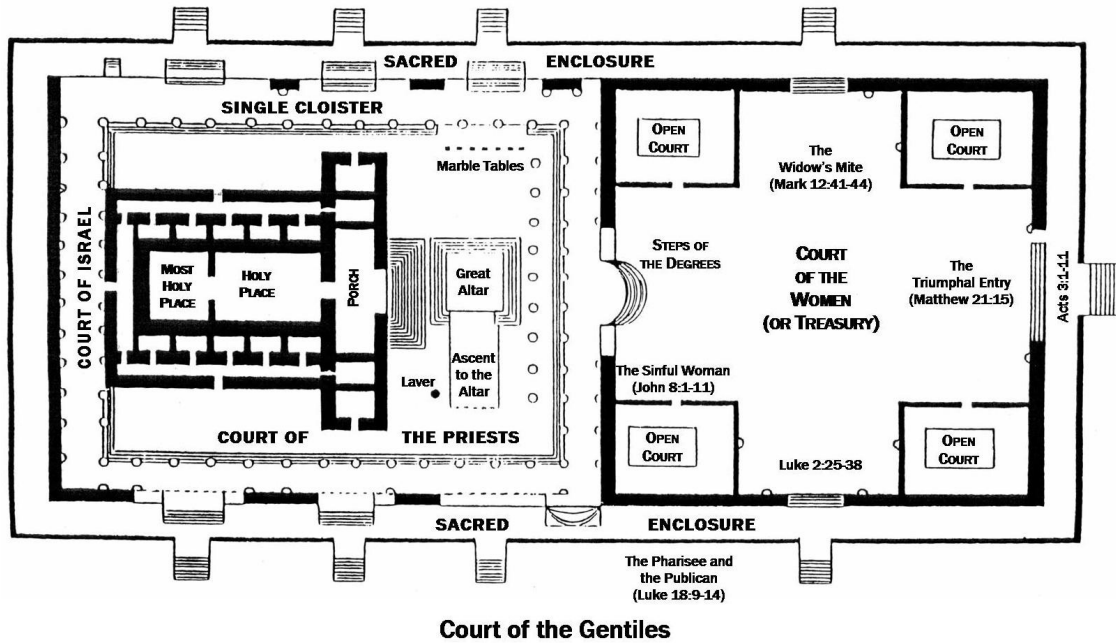 SACRED ENCLOSURE
SINGLE CLOISTER
Marble Tables
COURT OF ISRAEL
MOST
HOLY
PLACE
HOLY
PLACE
PORCH
Great
Altar
Ascent
to the
Altar
Laver
COURT OF THE PRIESTS
OPEN
COURT
The
Widow's Mite
(Mark 12:41-44)
OPEN
COURT
STEPS OF
THE DEGREES
COURT
OF THE
WOMEN
(OR TREASURY)
The
Triumphal Entry
(Matthew 21:15)
Acts 3:1-11
The Sinful Woman
(John 8:1-11)
OPEN
COURT
Luke 2:25-38
OPEN
COURT
SACRED ENCLOSURE
The Pharisee and
the Publican
(Luke 18:9-14)
Court of the Gentiles